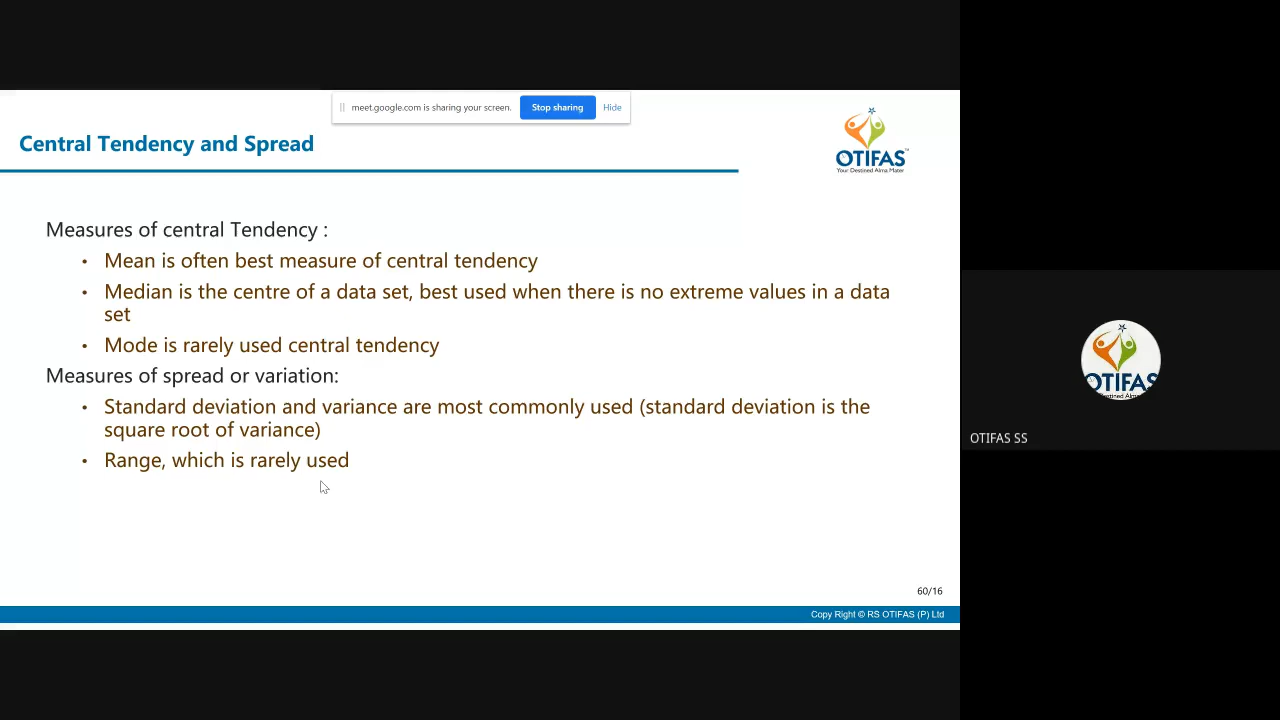 meet.google.com is sharing your screen. Stop sharing Hide
Central Tendency and Spread
OTIFAS
Your Destined Alma Mater
Measures of central Tendency :
• Mean is often best measure of central tendency
• Median is the centre of a data set, best used when there is no extreme values in a data
set
• Mode is rarely used central tendency
Measures of spread or variation:
• Standard deviation and variance are most commonly used (standard deviation is the
square root of variance)
• Range, which is rarely used
60/16
Copy Right © RS OTIFAS (P) Ltd
OTIFAS
OTIFAS SS